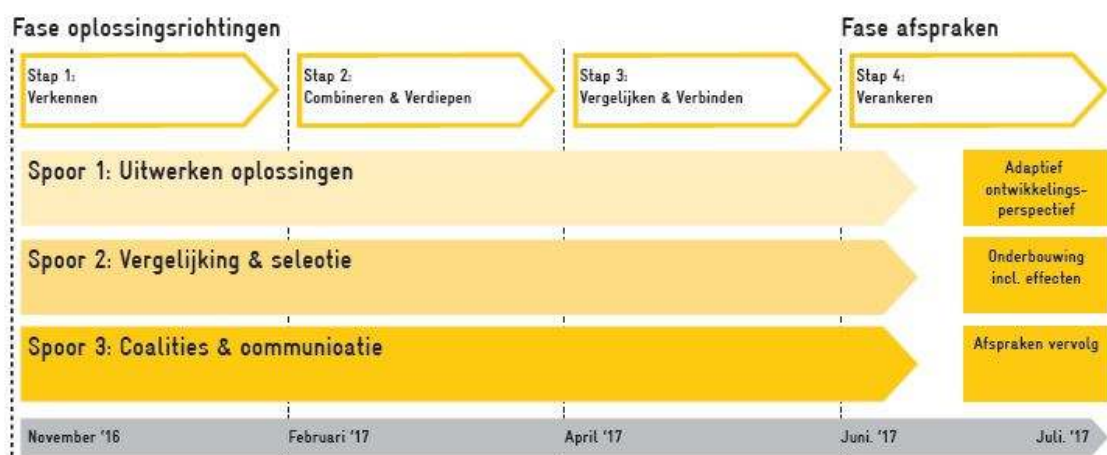 Fase oplossingsrichtingen
Fase afspraken
Stap 1:
Verkennen
Stap 2:
Combineren & Verdiepen
Stap 3:
Vergelijken & Verbinden
Stap 4:
Verankeren
Spoor 1: Uitwerken oplossingen
Adaptief
ontwikkelings-
perspectief
Spoor 2: Vergelijking & seleotie
Onderbouwing
incl. effecten
Spoor 3: Coalities & oommunioatie
Afspraken vervolg
November '16
Februari '17
April '17
Juni. '17
Juli. '17